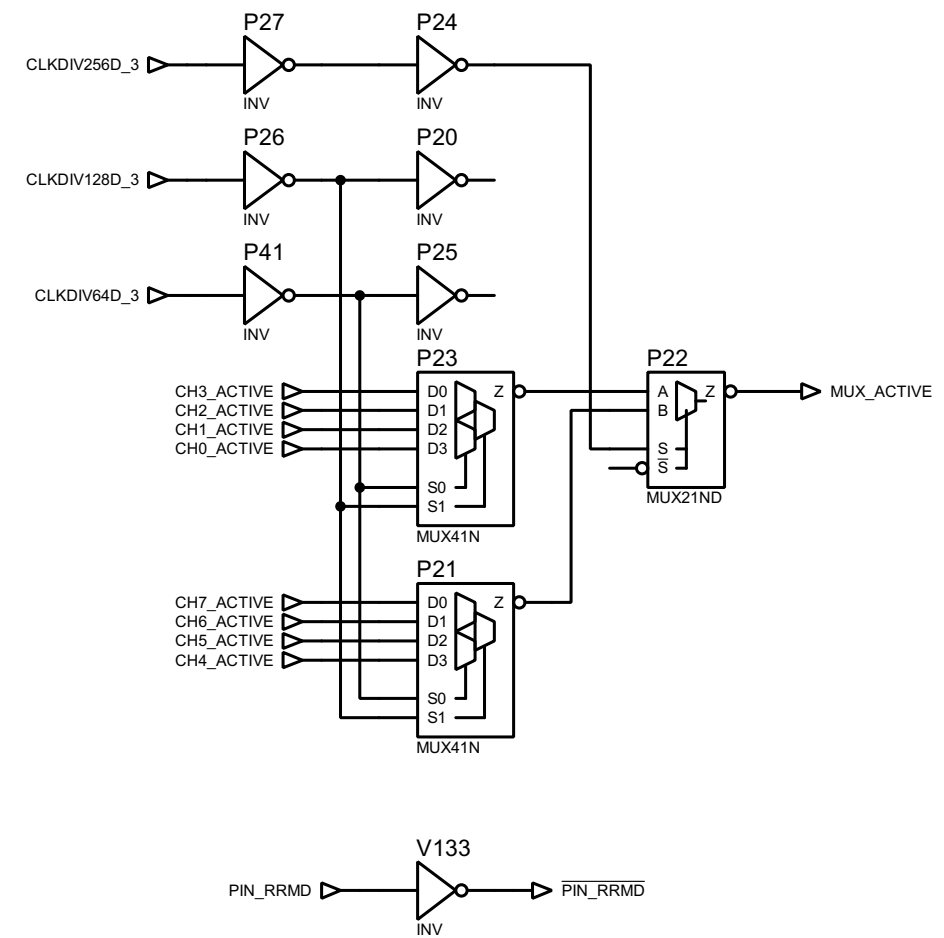 P27
P24
CLKDIV256D_3
INV
INV
P26
P20
CLKDIV128D_3
INV
INV
P41
P25
CLKDIV64D_3
INV
INV
P23
P22
CH3_ACTIVE
D0
Z
A
Z
MUX_ACTIVE
CH2_ACTIVE
D1
B
CH1_ACTIVE
D2
CH0_ACTIVE
D3
S
S̅
S0
S1
MUX21ND
MUX41N
P21
CH7_ACTIVE
D0
Z
CH6_ACTIVE
D1
CH5_ACTIVE
D2
CH4_ACTIVE
D3
S0
S1
MUX41N
V133
PIN_RRMD
P̅I̅N̅_̅R̅R̅M̅D̅
INV